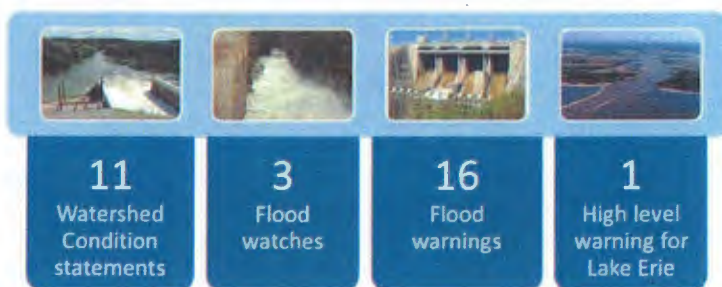 11
Watershed
Condition
statements
3
Flood
watches
16
Flood
warnings
1
High level
warning for
Lake Erie